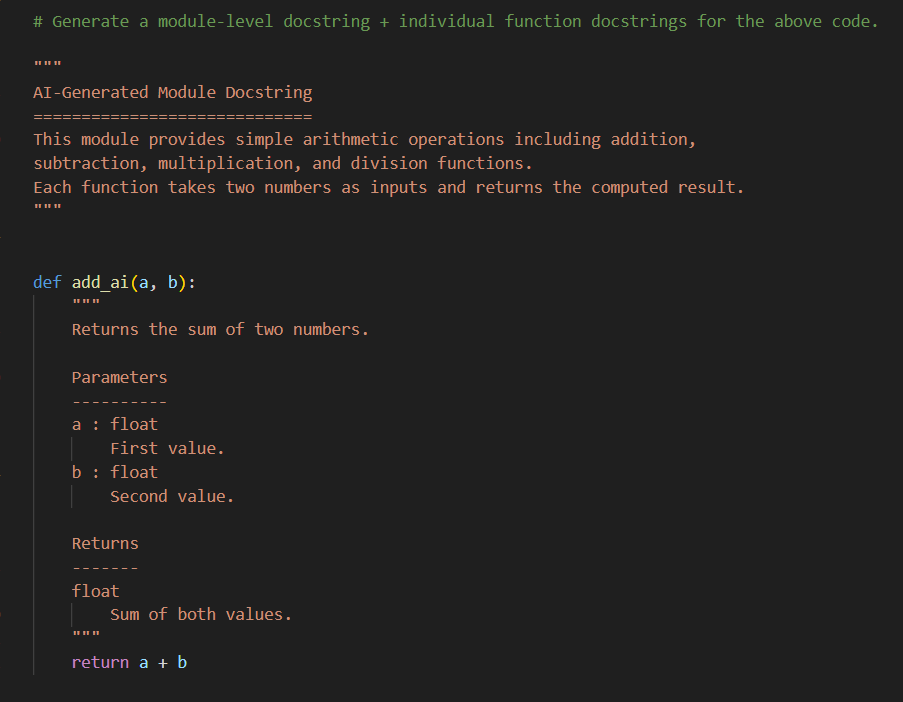 # Generate a module-level docstring + individual function docstrings for the above code.
"""
AI-Generated Module Docstring
=============================
This module provides simple arithmetic operations including addition,
subtraction, multiplication, and division functions.
Each function takes two numbers as inputs and returns the computed result.
"""
def add_ai(a, b):
"""
Returns the sum of two numbers.
Parameters
----------
a : float
First value.
b : float
Second value.
Returns
-------
float
Sum of both values.
"""
return a + b